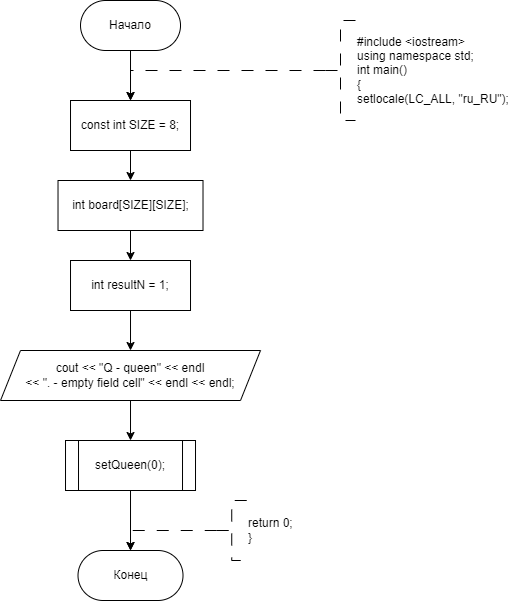 Начало
#include <iostream>
using namespace std;
int main()
{
setlocale(LC_ALL, "ru_RU");
const int SIZE = 8;
int board[SIZE][SIZE];
int resultN = 1;
cout << "Q - queen" << endl
<< ". - empty field cell" << endl << endl;
setQueen(0);
return 0;
}
Конец